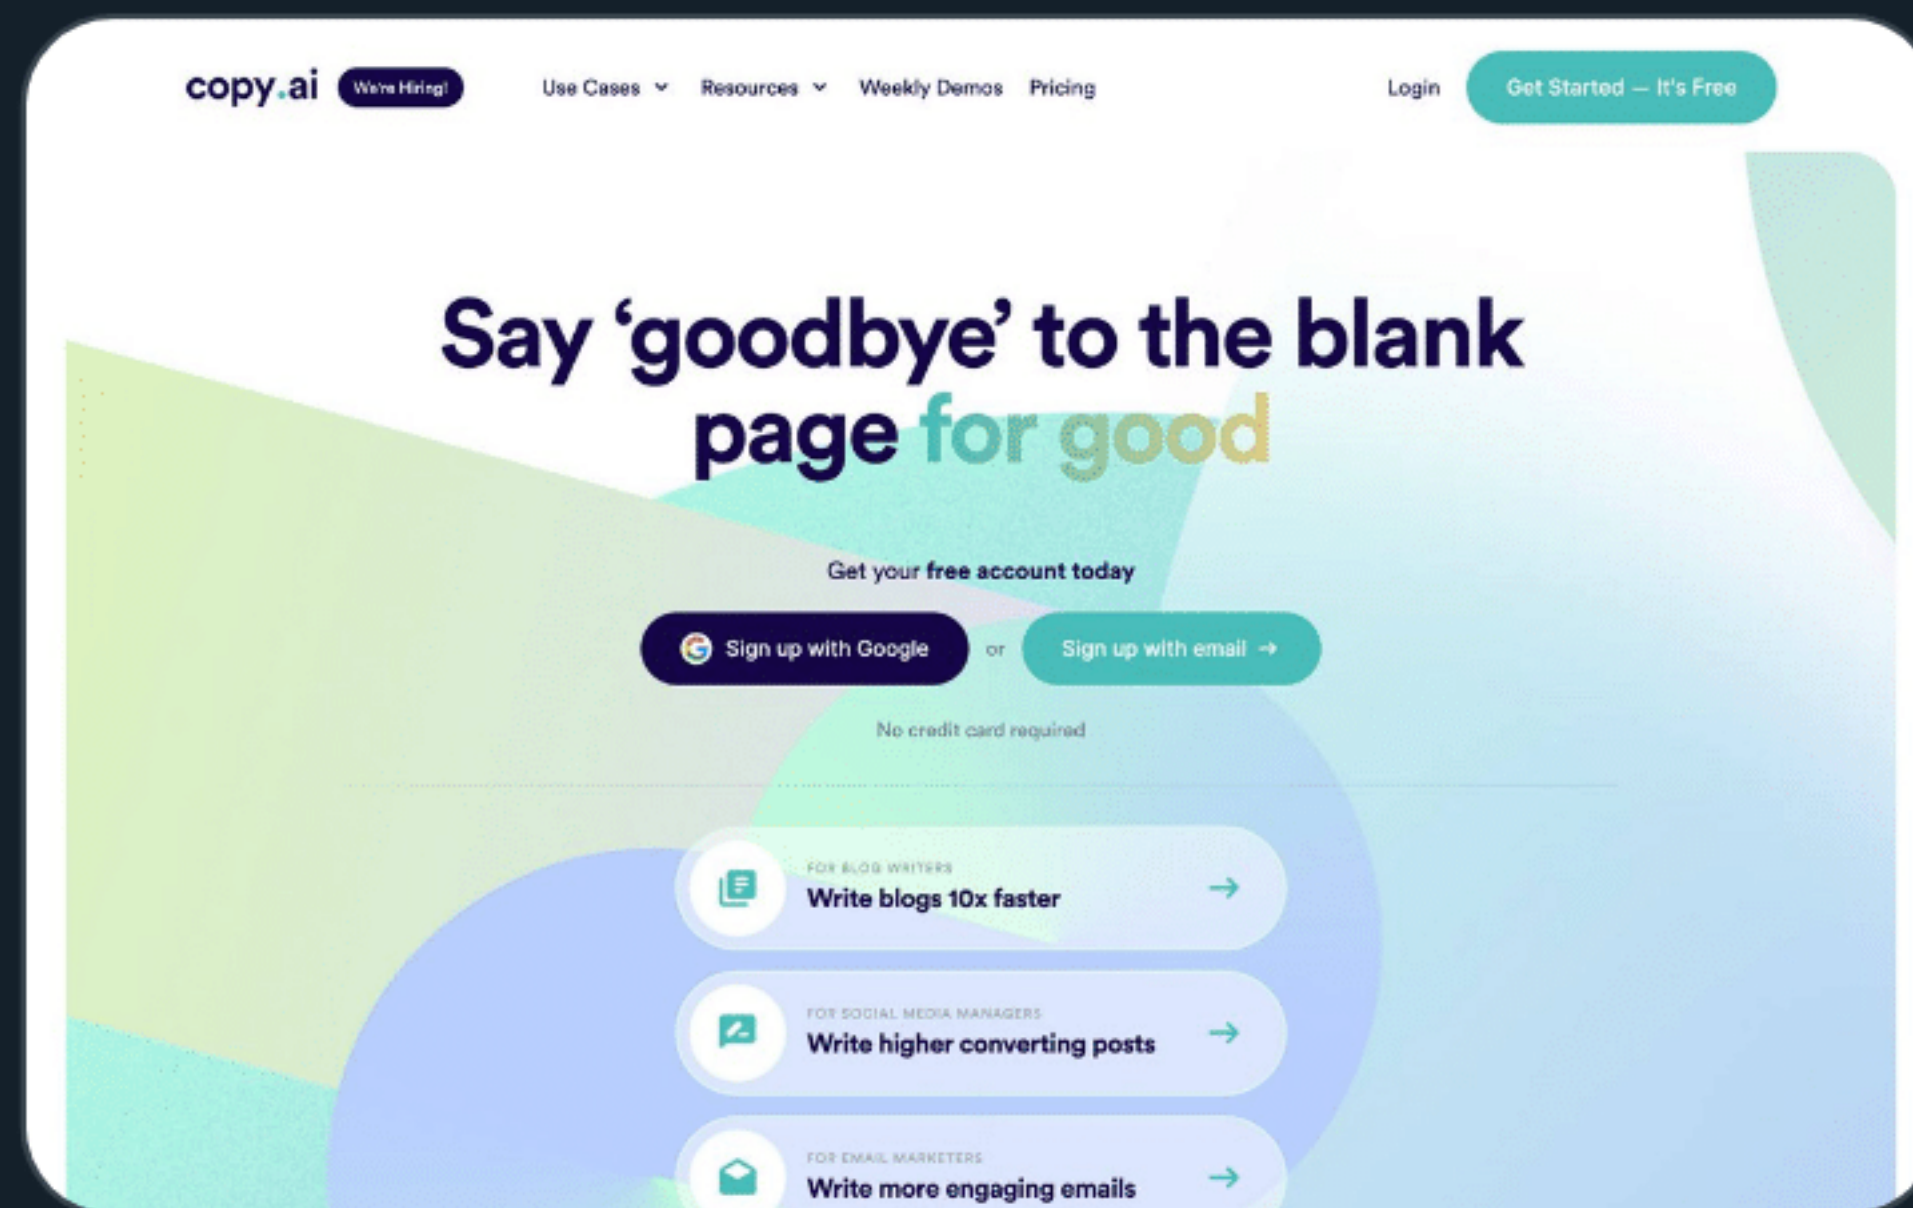 copy.ai
We're Hiring!
Use Cases
Resources
Weekly Demos
Pricing
Login
Get Started — It's Free
Say ‘goodbye’ to the blank
page for good
Get your free account today
Sign up with Google
or
Sign up with email →
No credit card required
FOR BLOG WRITERS
Write blogs 10x faster
FOR SOCIAL MEDIA MANAGERS
Write higher converting posts
FOR EMAIL MARKETERS
Write more engaging emails